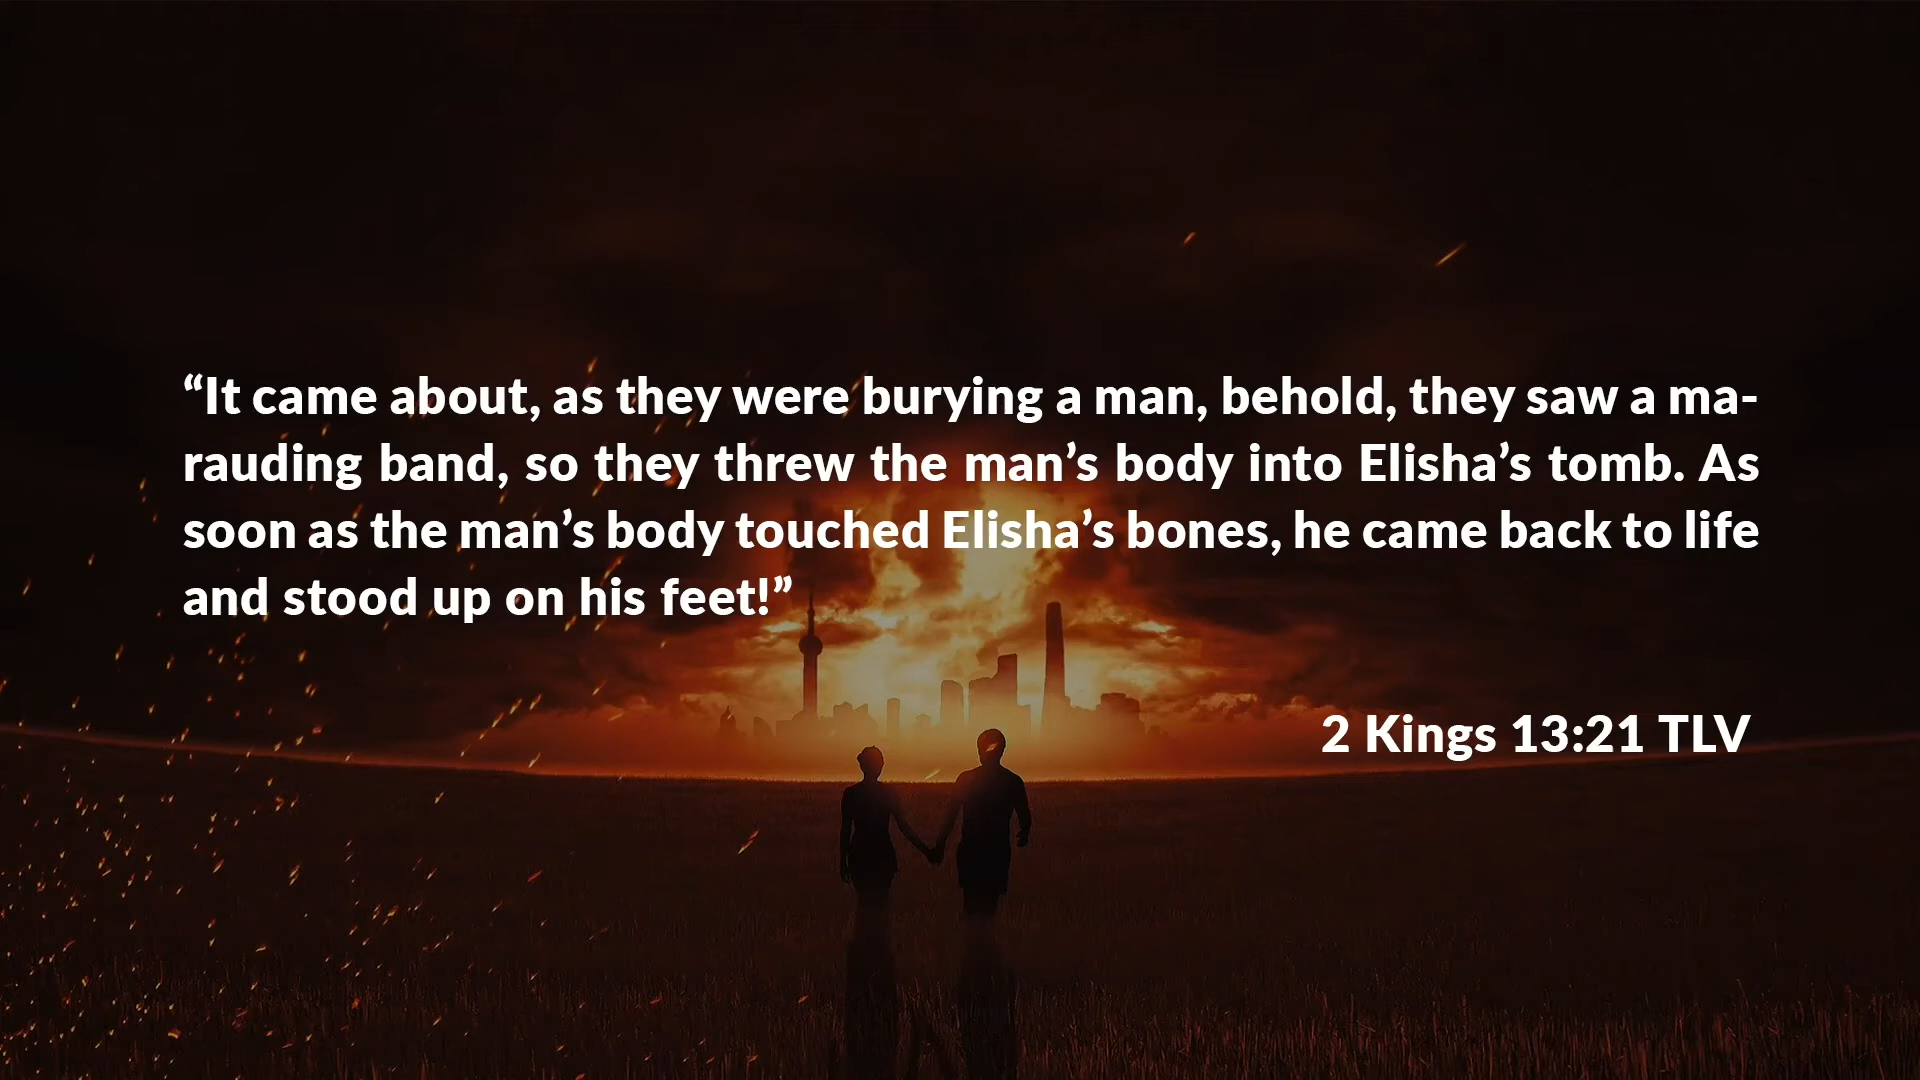 “It came about, as they were burying a man, behold, they saw a ma-
rauding band, so they threw the man’s body into Elisha’s tomb. As
soon as the man’s body touched Elisha’s bones, he came back to life
and stood up on his feet!”
2 Kings 13:21 TLV